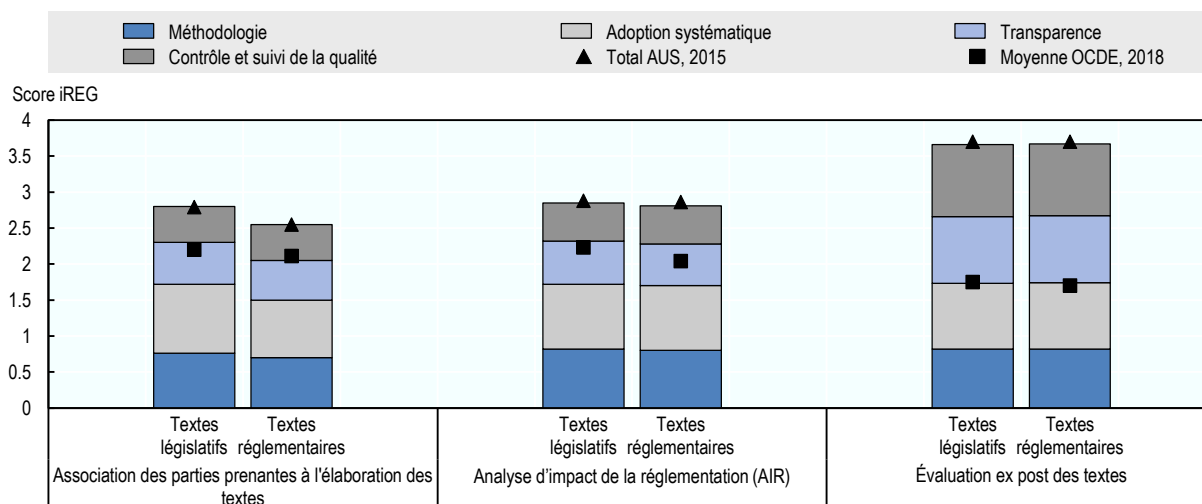 Méthodologie
Adoption systématique
Transparence
Contrôle et suivi de la qualité
Total AUS, 2015
Moyenne OCDE, 2018
Score iREG
4
3.5
3
2.5
2
1.5
1
0.5
0
Textes législatifs
Textes réglementaires
Textes législatifs
Textes réglementaires
Textes législatifs
Textes réglementaires
Association des parties prenantes à l'élaboration des
textes
Analyse d’impact de la réglementation (AIR)
Évaluation ex post des textes